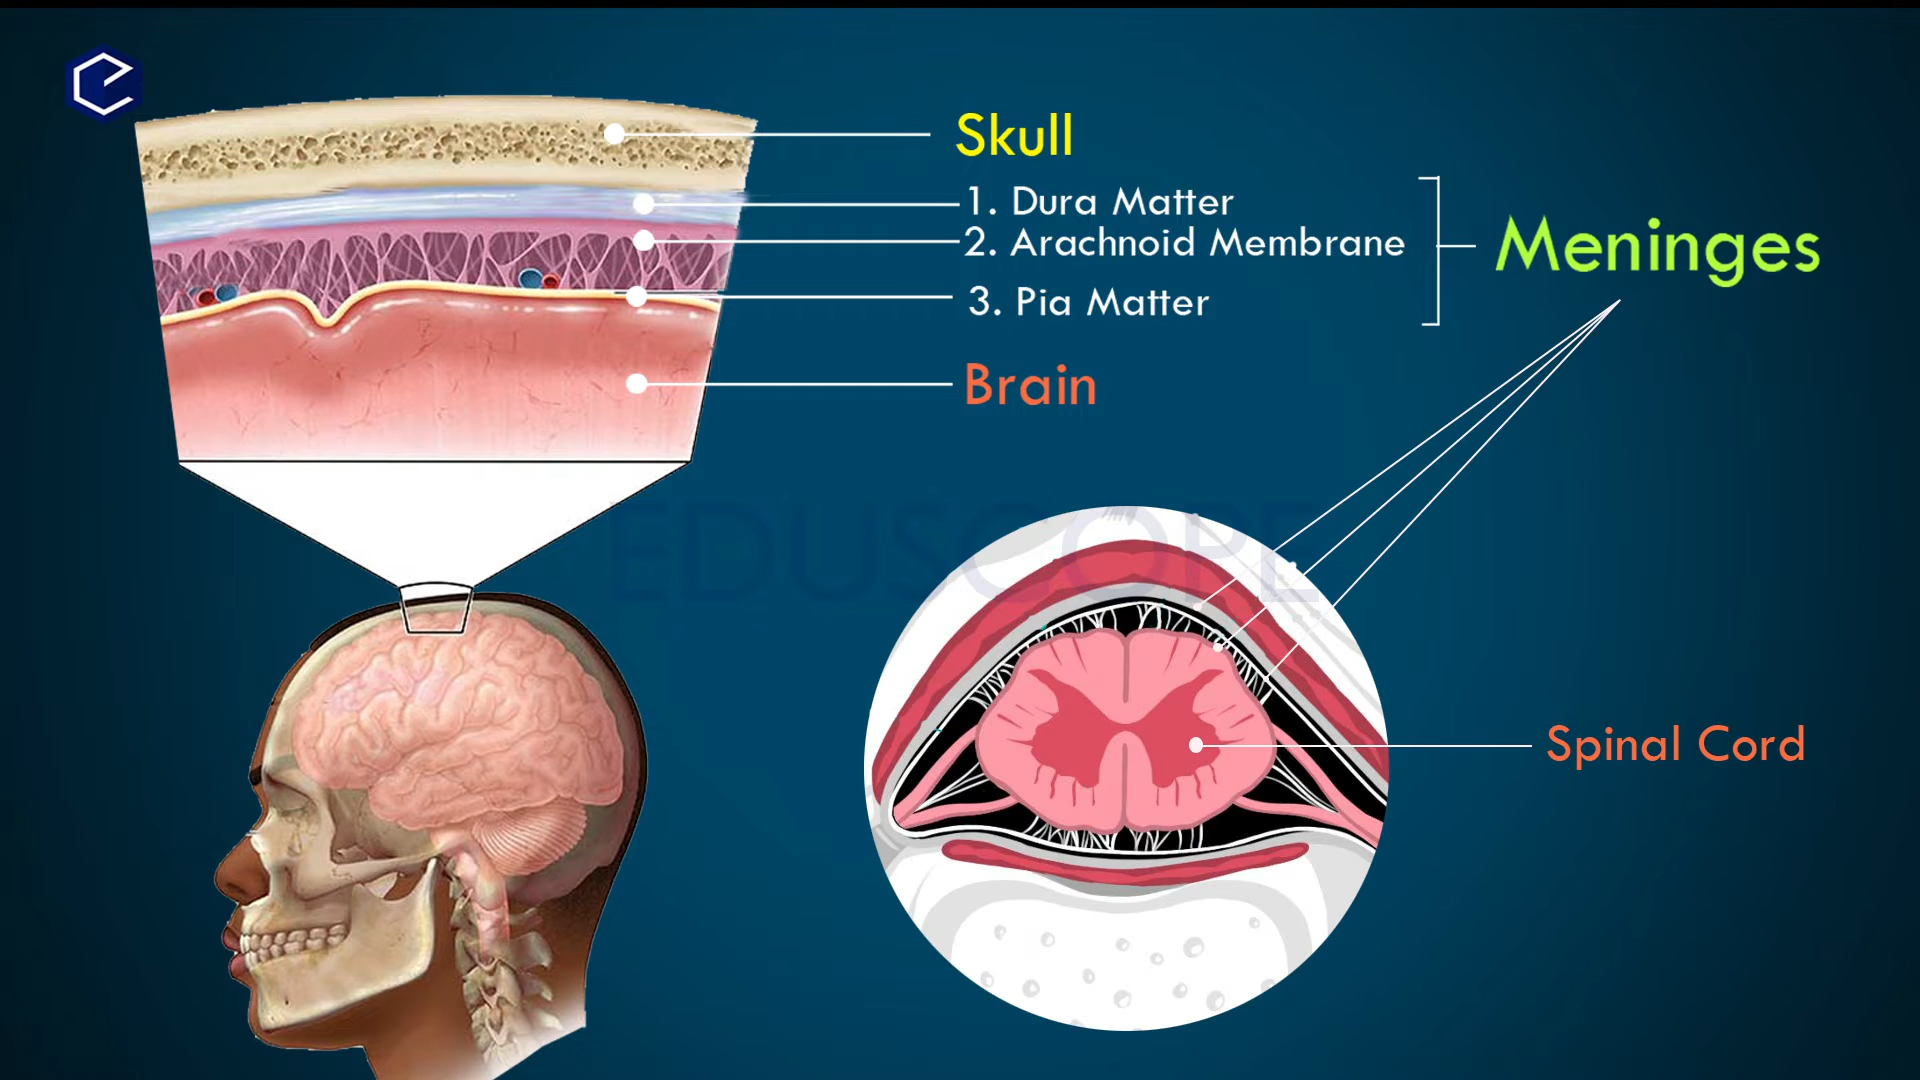 Skull
1. Dura Matter
2. Arachnoid Membrane
3. Pia Matter
Meninges
Brain
EDUSCOPE
Spinal Cord